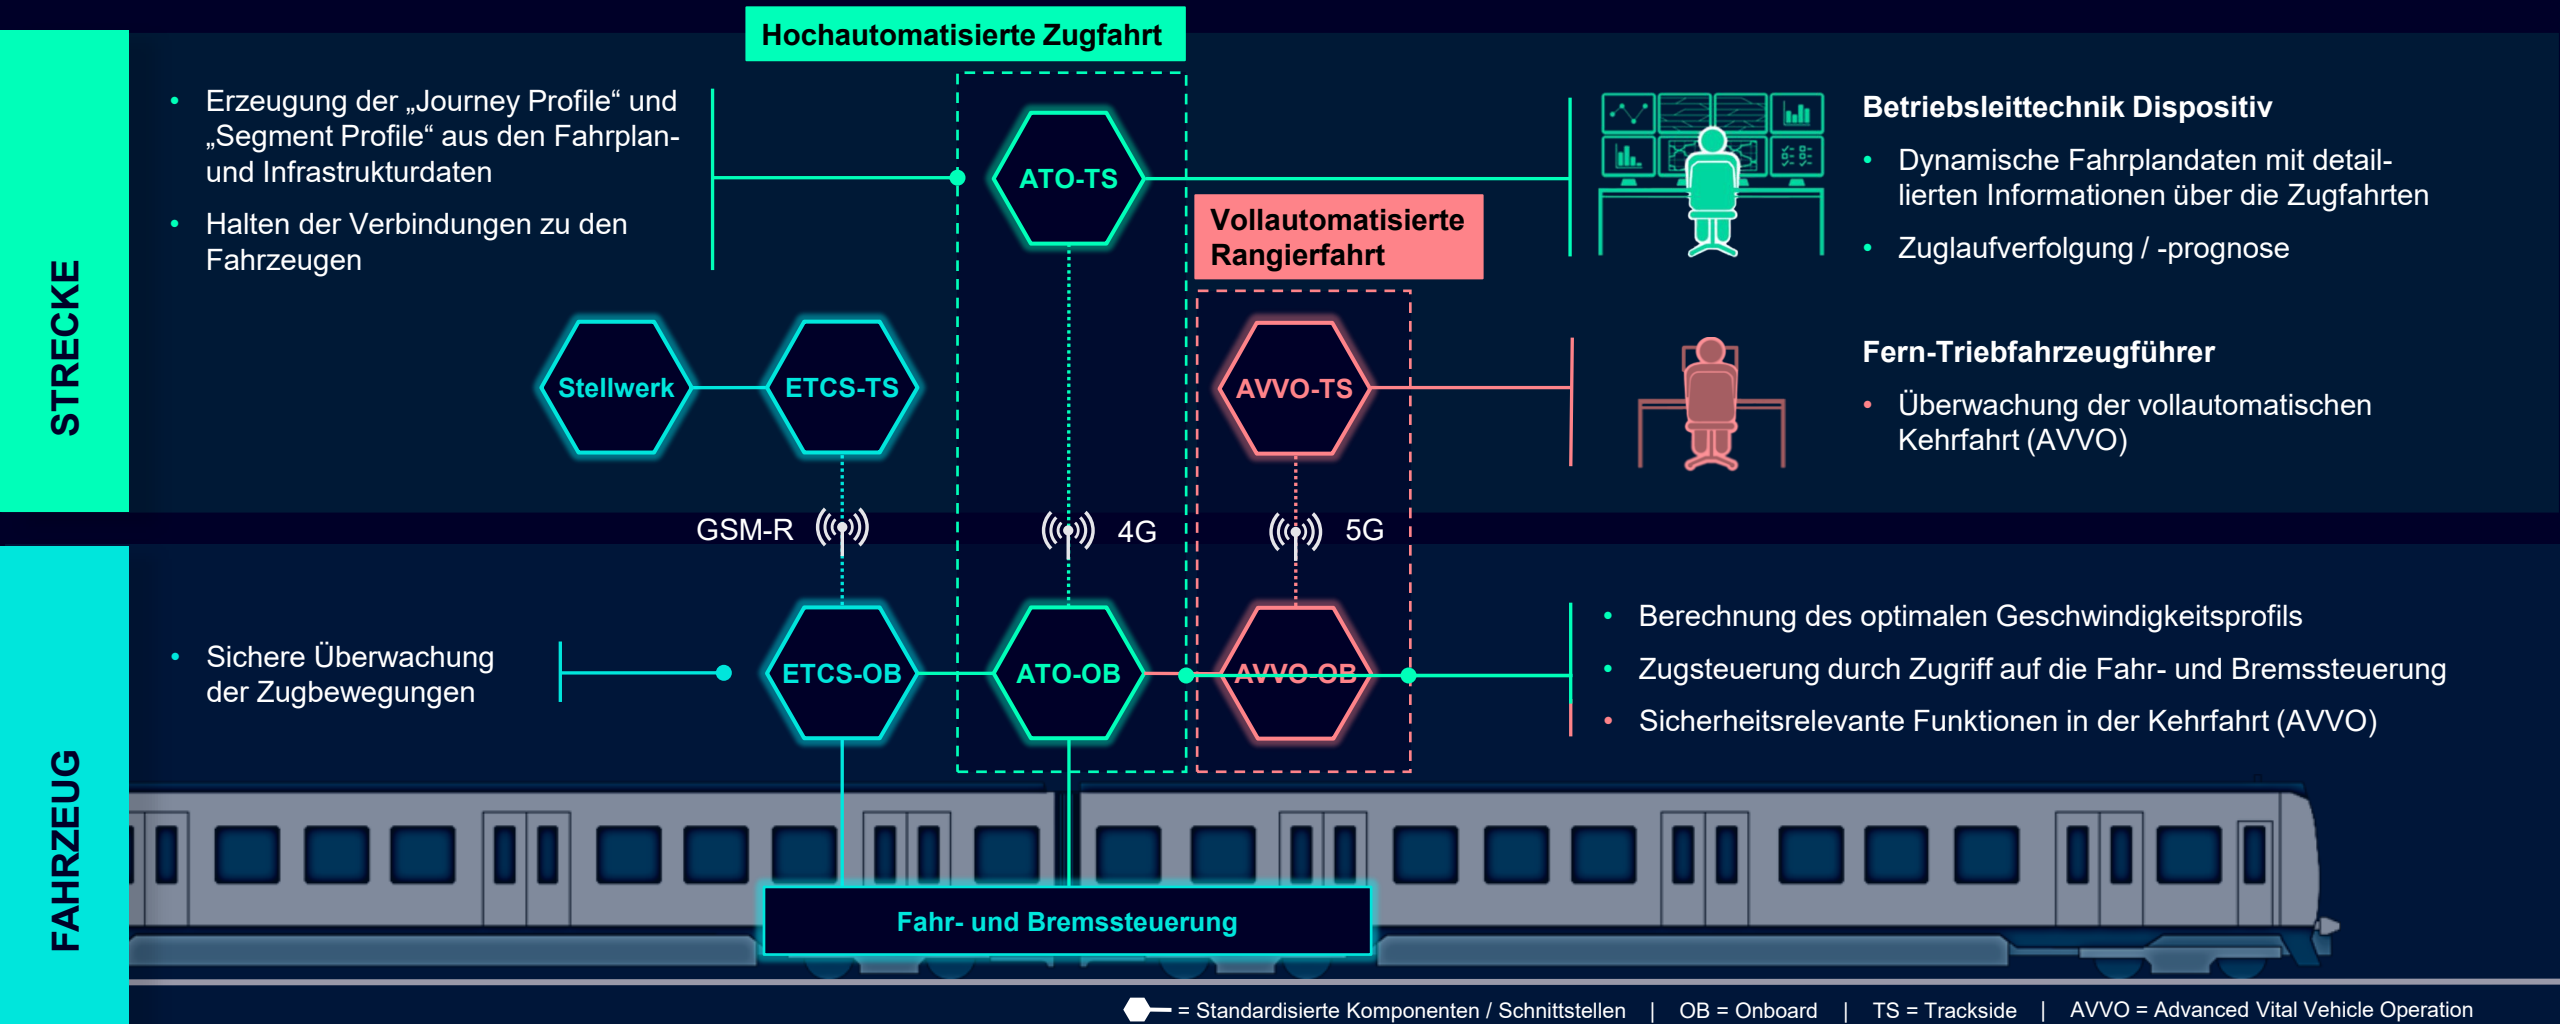 Hochautomatisierte Zugfahrt
STRECKE
• Erzeugung der „Journey Profile“ und
„Segment Profile“ aus den Fahrplan-
und Infrastrukturdaten
• Halten der Verbindungen zu den
Fahrzeugen
ATO-TS
Betriebsleittechnik Dispositiv
• Dynamische Fahrplandaten mit detail-
lierten Informationen über die Zugfahrten
• Zuglaufverfolgung / -prognose
Vollautomatisierte
Rangierfahrt
Stellwerk
ETCS-TS
AVVO-TS
Fern-Triebfahrzeugführer
• Überwachung der vollautomatischen
Kehrfahrt (AVVO)
GSM-R
4G
5G
FAHRZEUG
• Sichere Überwachung
der Zugbewegungen
ETCS-OB
ATO-OB
AVVO-OB
• Berechnung des optimalen Geschwindigkeitsprofils
• Zugsteuerung durch Zugriff auf die Fahr- und Bremssteuerung
• Sicherheitsrelevante Funktionen in der Kehrfahrt (AVVO)
Fahr- und Bremssteuerung
= Standardisierte Komponenten / Schnittstellen | OB = Onboard | TS = Trackside | AVVO = Advanced Vital Vehicle Operation